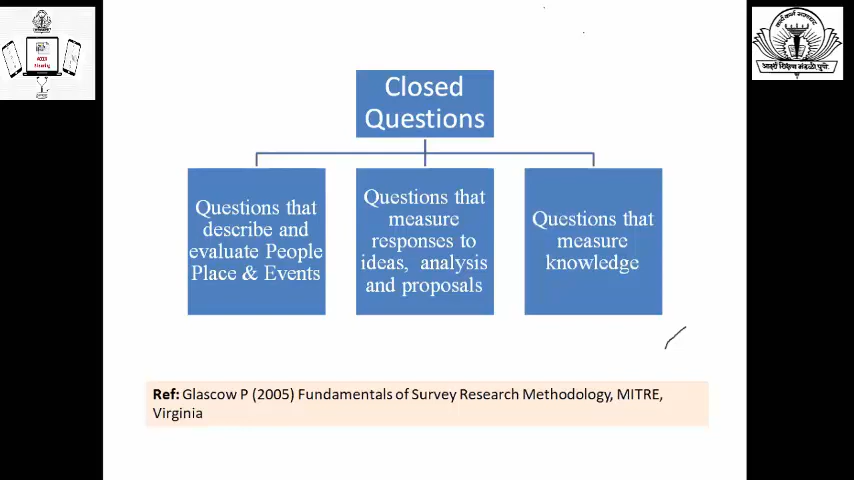 Closed
Questions
Questions that
describe and
evaluate People
Place & Events
Questions that
measure
responses to
ideas, analysis
and proposals
Questions that
measure
knowledge
Ref: Glascow P (2005) Fundamentals of Survey Research Methodology, MITRE,
Virginia